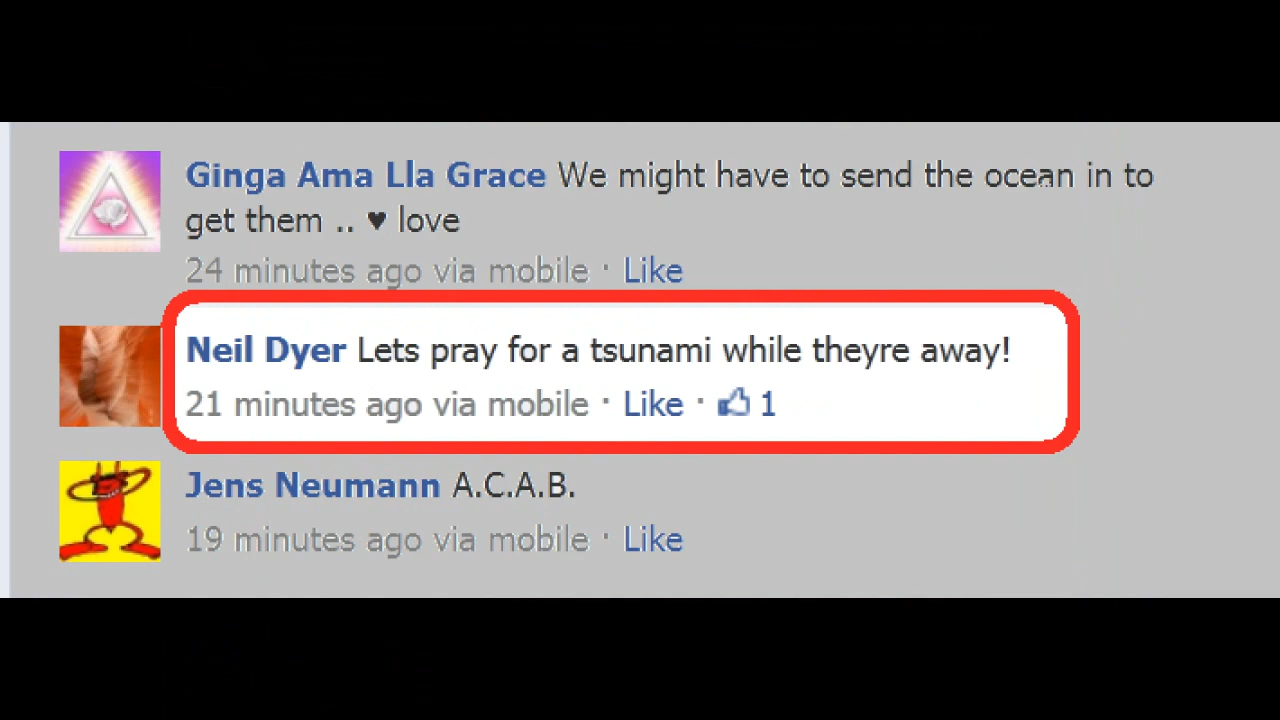 Ginga Ama Lla Grace We might have to send the ocean in to
get them .. ♥ love
24 minutes ago via mobile · Like
Neil Dyer Lets pray for a tsunami while theyre away!
21 minutes ago via mobile · Like · 1
Jens Neumann A.C.A.B.
19 minutes ago via mobile · Like